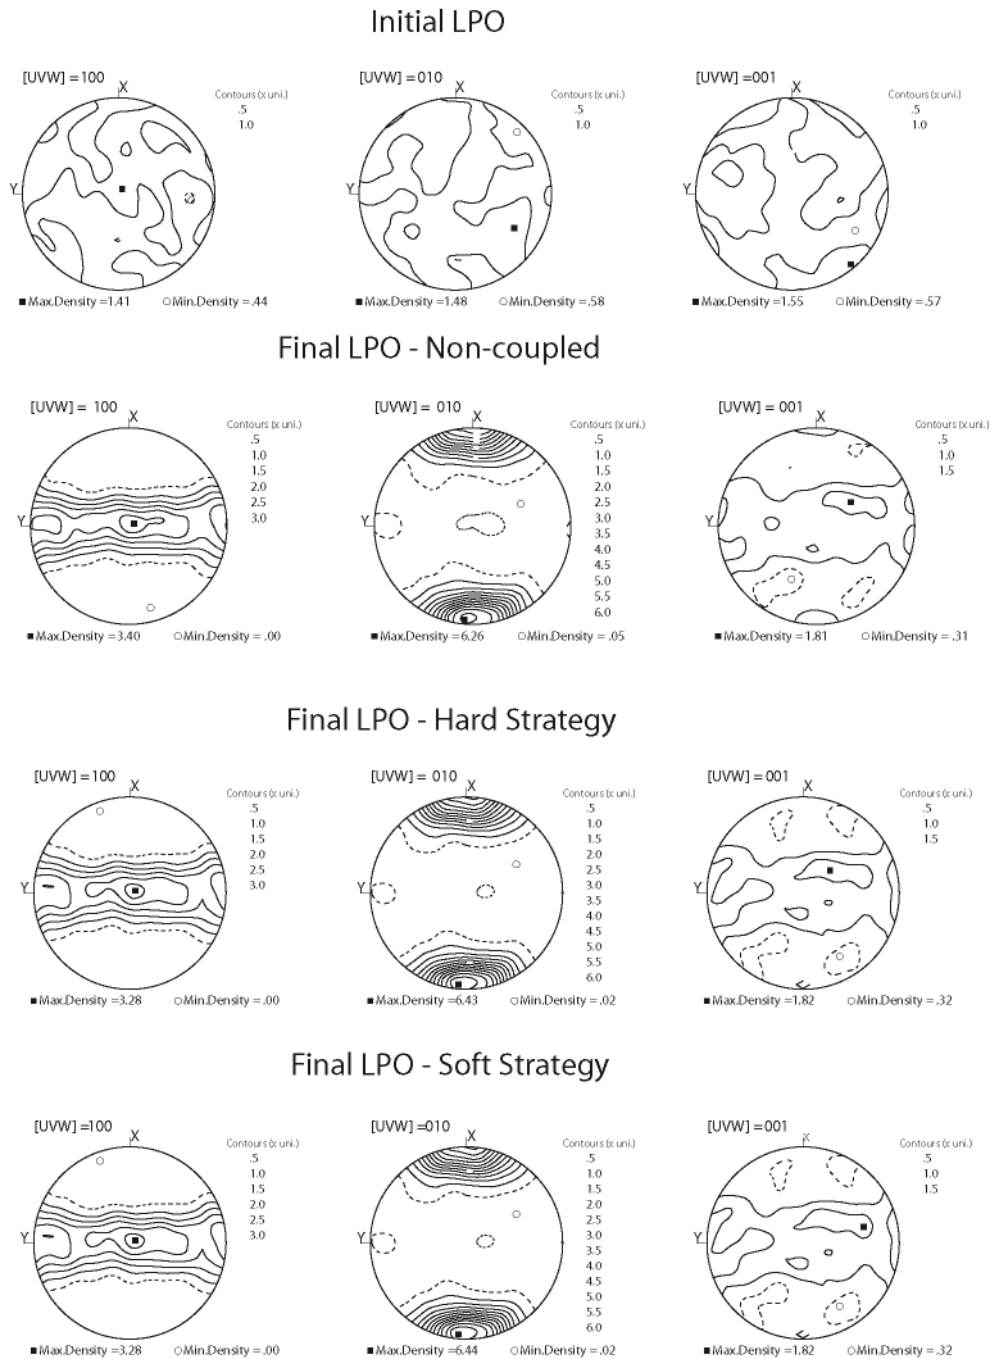 Initial LPO
[UVW] =100
X
Contours (x uni.)
.5
1.0
Y
■ Max.Density =1.41 ○Min.Density = .44
[UVW] =010
X
Contours (x uni.)
.5
1.0
Y
■ Max.Density =1.48 ○Min.Density = .58
[UVW] =001
X
Contours (x uni.)
.5
1.0
Y
■ Max.Density =1.55 ○Min.Density = .57
Final LPO - Non-coupled
[UVW] = 100
X
Contours (x uni.)
.5
1.0
1.5
2.0
2.5
3.0
Y
■ Max.Density =3.40 ○Min.Density = .00
[UVW] = 010
X
Contours (x uni.)
.5
1.0
1.5
2.0
2.5
3.0
3.5
4.0
4.5
5.0
5.5
6.0
Y
■ Max.Density =6.26 ○Min.Density = .05
[UVW] = 001
X
Contours (x uni.)
.5
1.0
1.5
Y
■ Max.Density =1.81 ○Min.Density = .31
Final LPO - Hard Strategy
[UVW] =100
X
Contours (x uni.)
.5
1.0
1.5
2.0
2.5
3.0
Y
■ Max.Density =3.28 ○Min.Density = .00
[UVW] = 010
X
Contours (x uni.)
.5
1.0
1.5
2.0
2.5
3.0
3.5
4.0
4.5
5.0
5.5
6.0
Y
■ Max.Density =6.43 ○Min.Density = .02
[UVW] =001
X
Contours (x uni.)
.5
1.0
1.5
Y
■ Max.Density =1.82 ○Min.Density = .32
Final LPO - Soft Strategy
[UVW] =100
X
Contours (x uni.)
.5
1.0
1.5
2.0
2.5
3.0
Y
■ Max.Density =3.28 ○Min.Density = .00
[UVW] =010
X
Contours (x uni.)
.5
1.0
1.5
2.0
2.5
3.0
3.5
4.0
4.5
5.0
5.5
6.0
Y
■ Max.Density =6.44 ○Min.Density = .02
[UVW] =001
X
Contours (x uni.)
.5
1.0
1.5
Y
■ Max.Density =1.82 ○Min.Density = .32